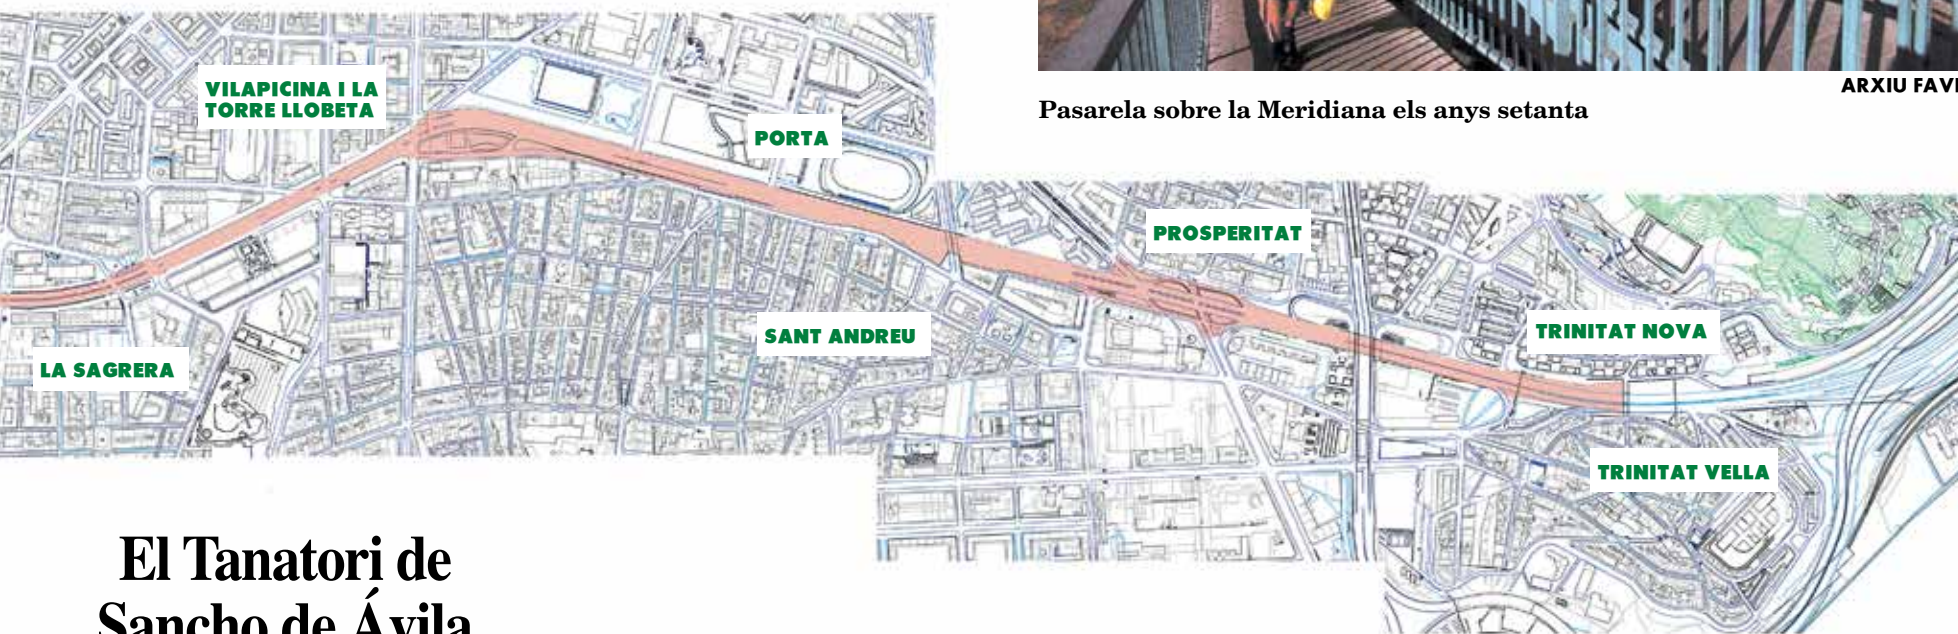 ARXIU FAV
Pasarela sobre la Meridiana els anys setanta
VILAPICINA I LA
TORRE LLOBETA
PORTA
PROSPERITAT
SANT ANDREU
TRINITAT NOVA
LA SAGRERA
TRINITAT VELLA
El Tanatori de
Sancho de Ávila